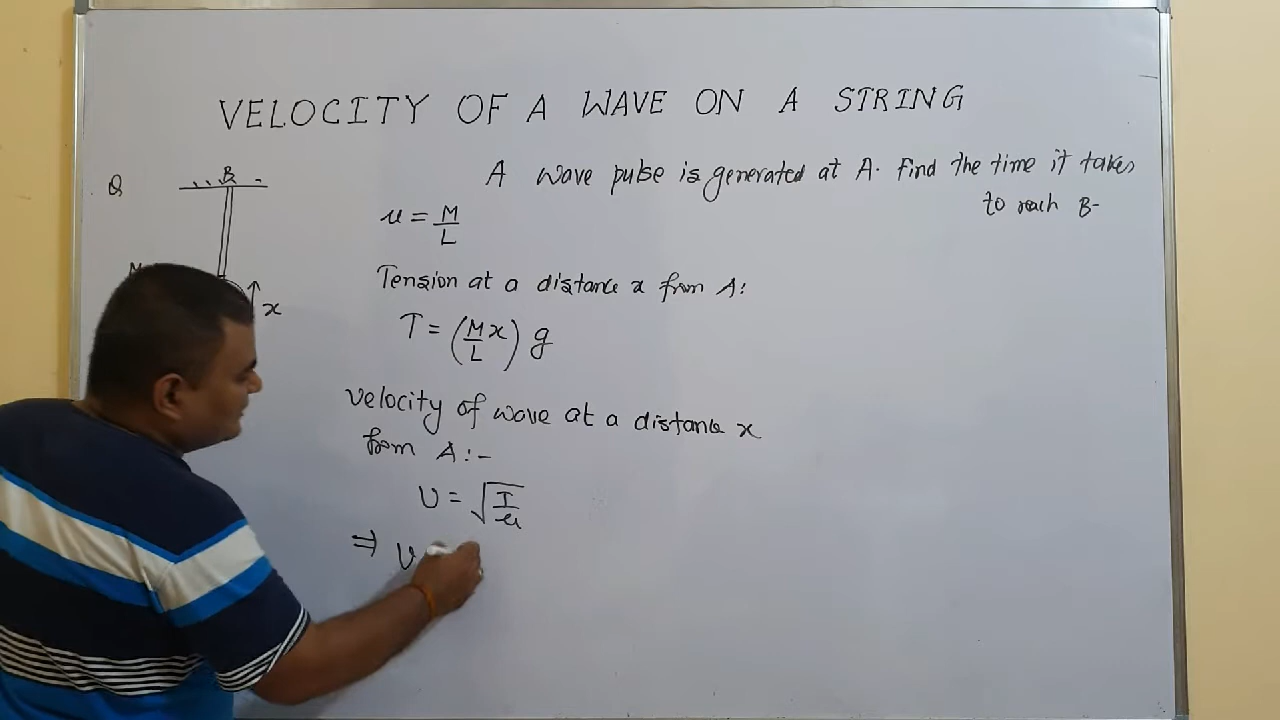 VELOCITY OF A WAVE ON A STRING
Q
B
A wave pulse is generated at A. Find the time it takes
to reach B-
u = M/L
M
x
Tension at a distance x from A:
T = (M/L x) g
Velocity of wave at a distance x
from A:-
v = √T/u
⇒ v